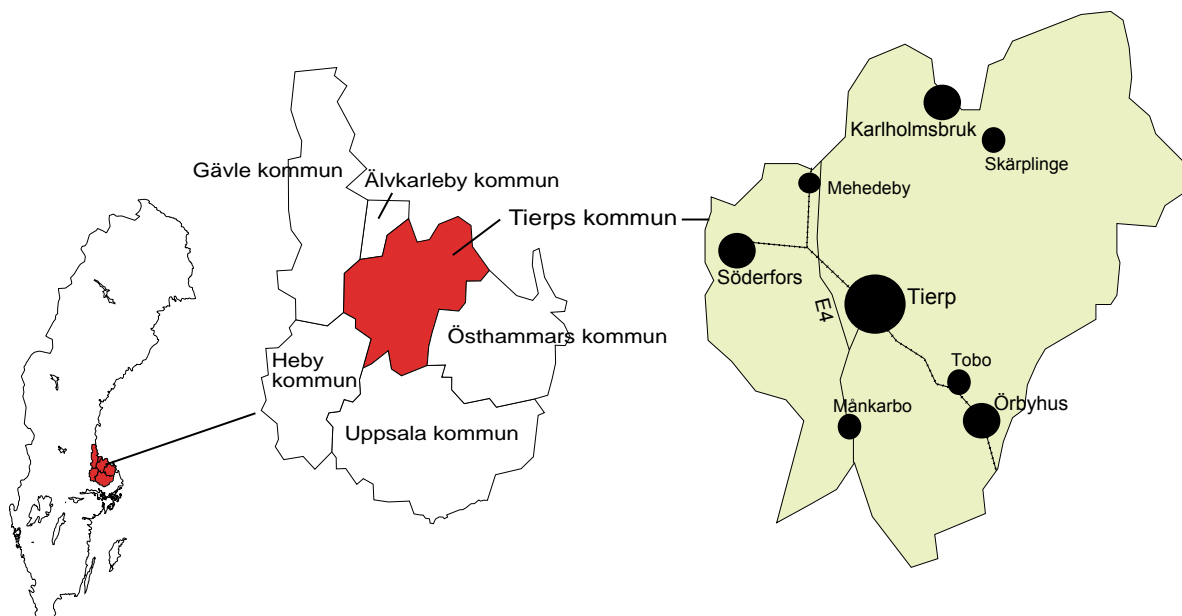 Gävle kommun
Älvkarleby kommun
Tierps kommun
Östhammars kommun
Heby
kommun
Uppsala kommun
Karlholmsbruk
Skärplinge
Mehedeby
Söderfors
Tierp
E4
Tobo
Månkarbo
Örbyhus